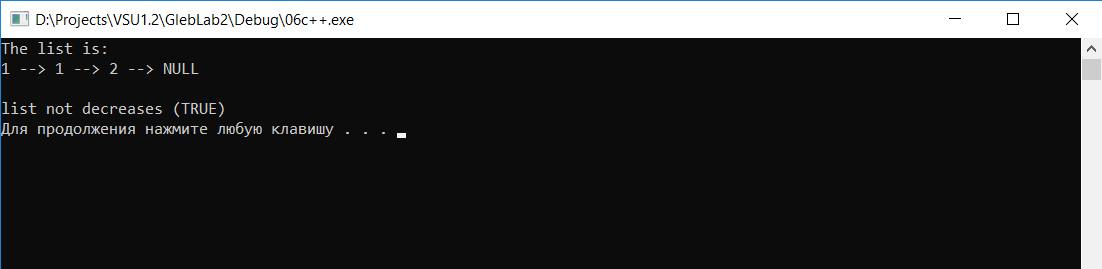 D:\Projects\VSU1.2\GlebLab2\Debug\06c++.exe
The list is:
1 --> 1 --> 2 --> NULL
list not decreases (TRUE)
Для продолжения нажмите любую клавишу . . .